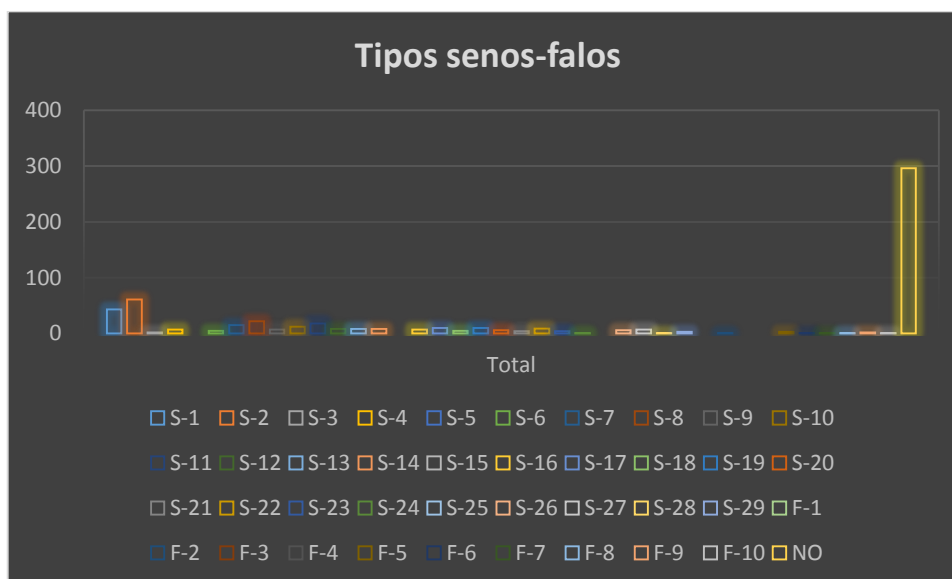 Tipos senos-falos
400
300
200
100
0
Total
S-1 S-2 S-3 S-4 S-5 S-6 S-7 S-8 S-9 S-10
S-11 S-12 S-13 S-14 S-15 S-16 S-17 S-18 S-19 S-20
S-21 S-22 S-23 S-24 S-25 S-26 S-27 S-28 S-29 F-1
F-2 F-3 F-4 F-5 F-6 F-7 F-8 F-9 F-10 NO